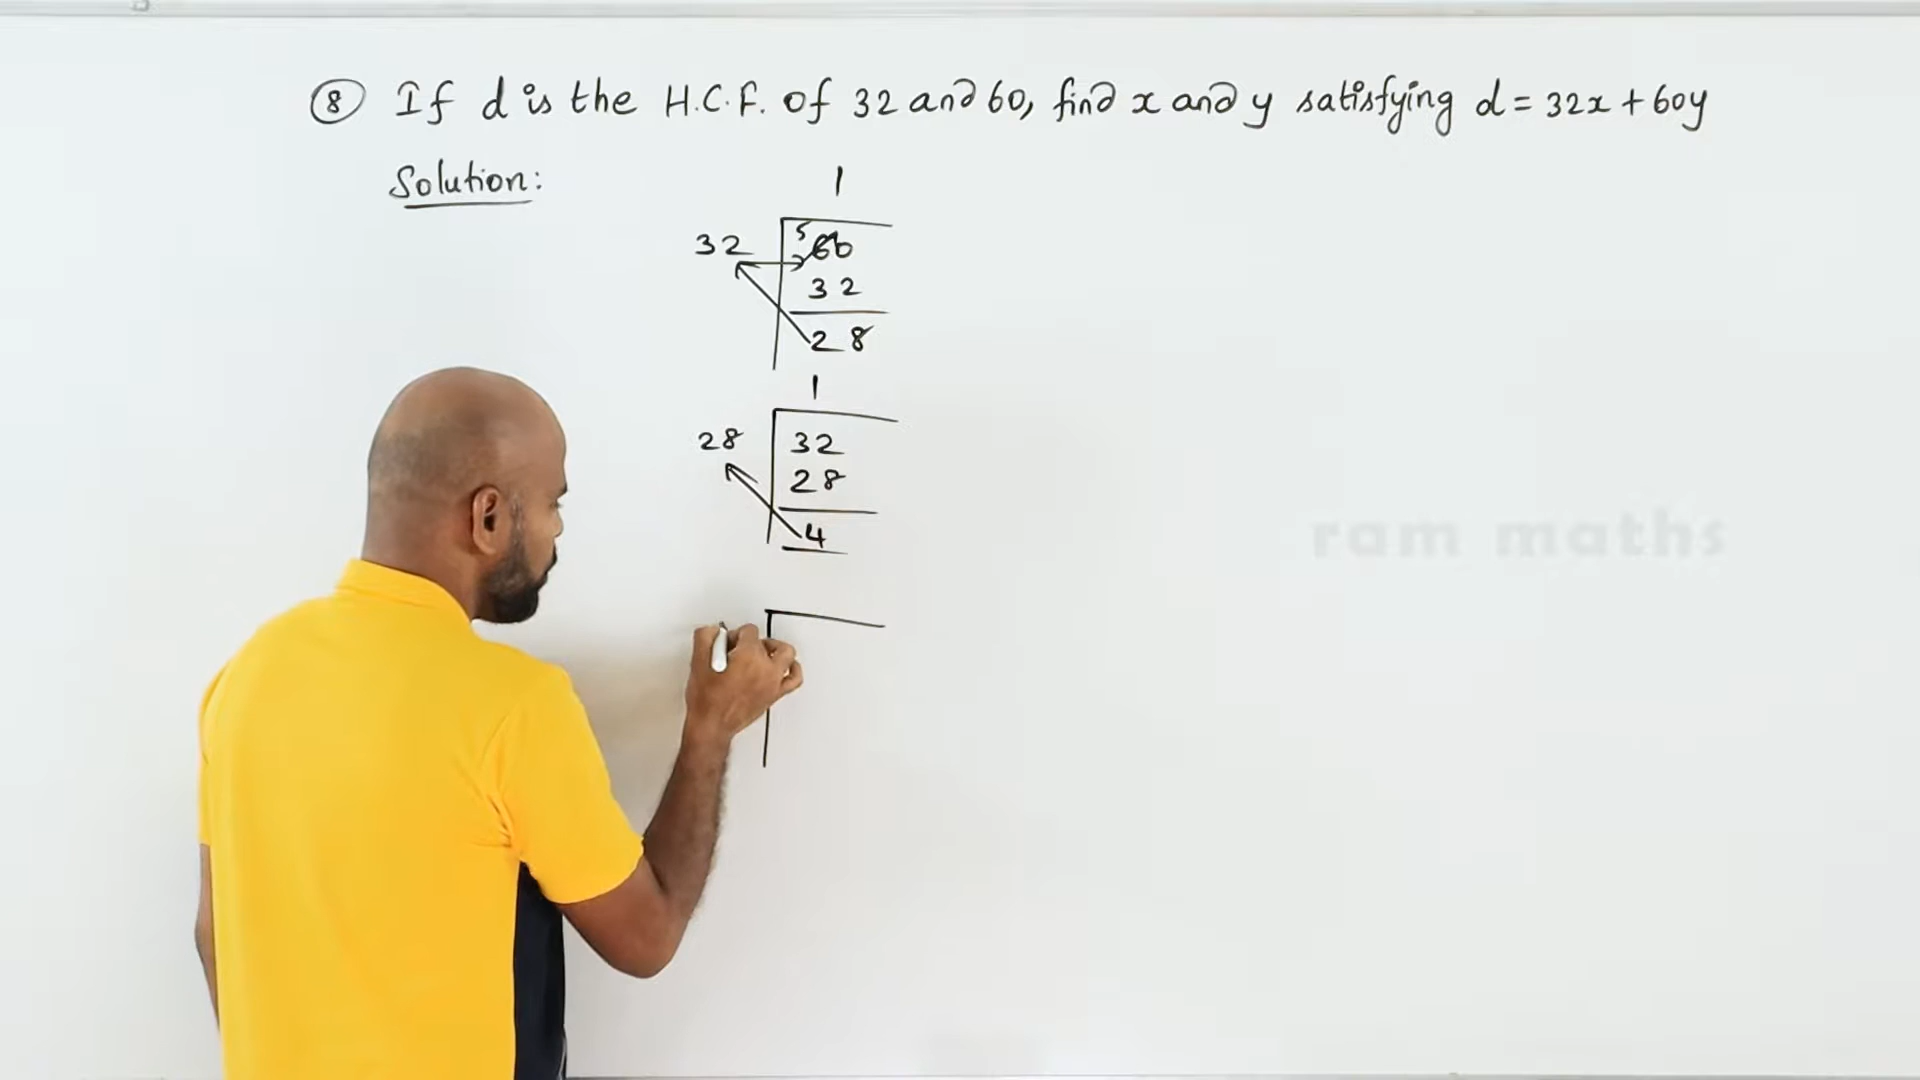 ⑧ If d is the H.C.F. of 32 and 60, find x and y satisfying d = 32x + 60y
Solution:
1
32 5 60
32
28
1
28 32
28
4
ram maths